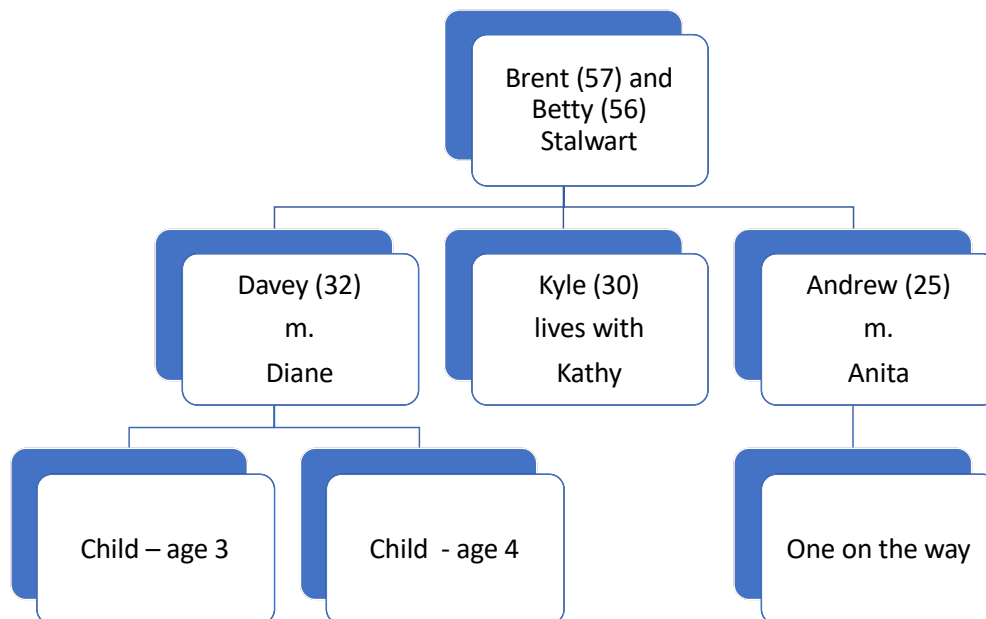 Brent (57) and
Betty (56)
Stalwart
Davey (32)
m.
Diane
Kyle (30)
lives with
Kathy
Andrew (25)
m.
Anita
Child – age 3
Child  - age 4
One on the way